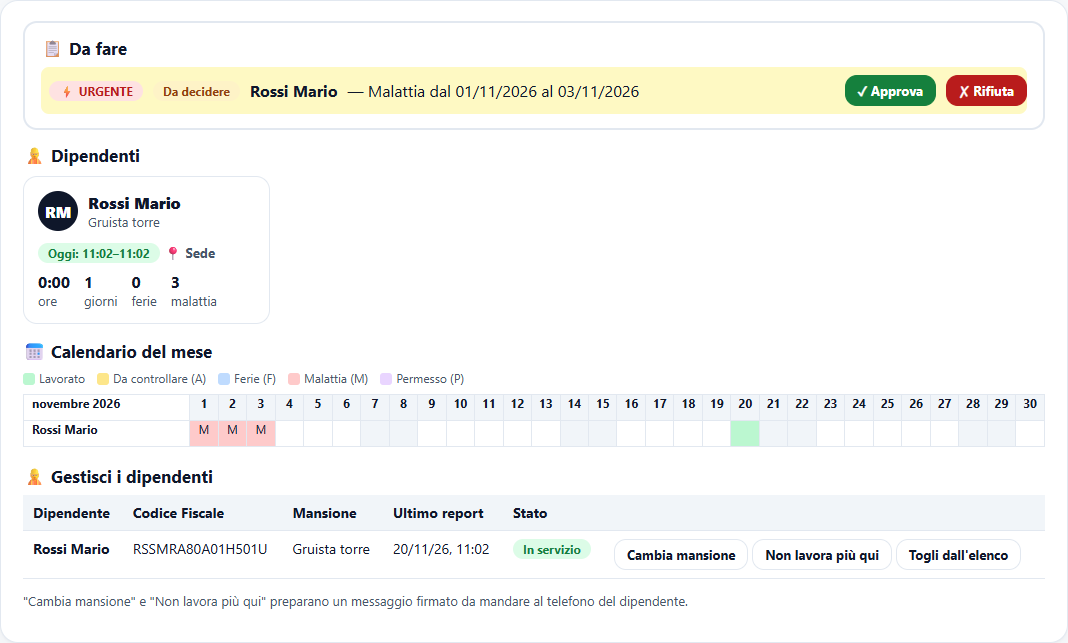 Da fare
URGENTE Da decidere Rossi Mario — Malattia dal 01/11/2026 al 03/11/2026 ✓ Approva ✗ Rifiuta
Dipendenti
RM Rossi Mario
Gruista torre
Oggi: 11:02–11:02 Sede
0:00 1 0 3
ore giorni ferie malattia
Calendario del mese
Lavorato Da controllare (A) Ferie (F) Malattia (M) Permesso (P)
novembre 2026 1 2 3 4 5 6 7 8 9 10 11 12 13 14 15 16 17 18 19 20 21 22 23 24 25 26 27 28 29 30
Rossi Mario M M M
Gestisci i dipendenti
Dipendente Codice Fiscale Mansione Ultimo report Stato
Rossi Mario RSSMRA80A01H501U Gruista torre 20/11/26, 11:02 In servizio Cambia mansione Non lavora più qui Togli dall'elenco
"Cambia mansione" e "Non lavora più qui" preparano un messaggio firmato da mandare al telefono del dipendente.